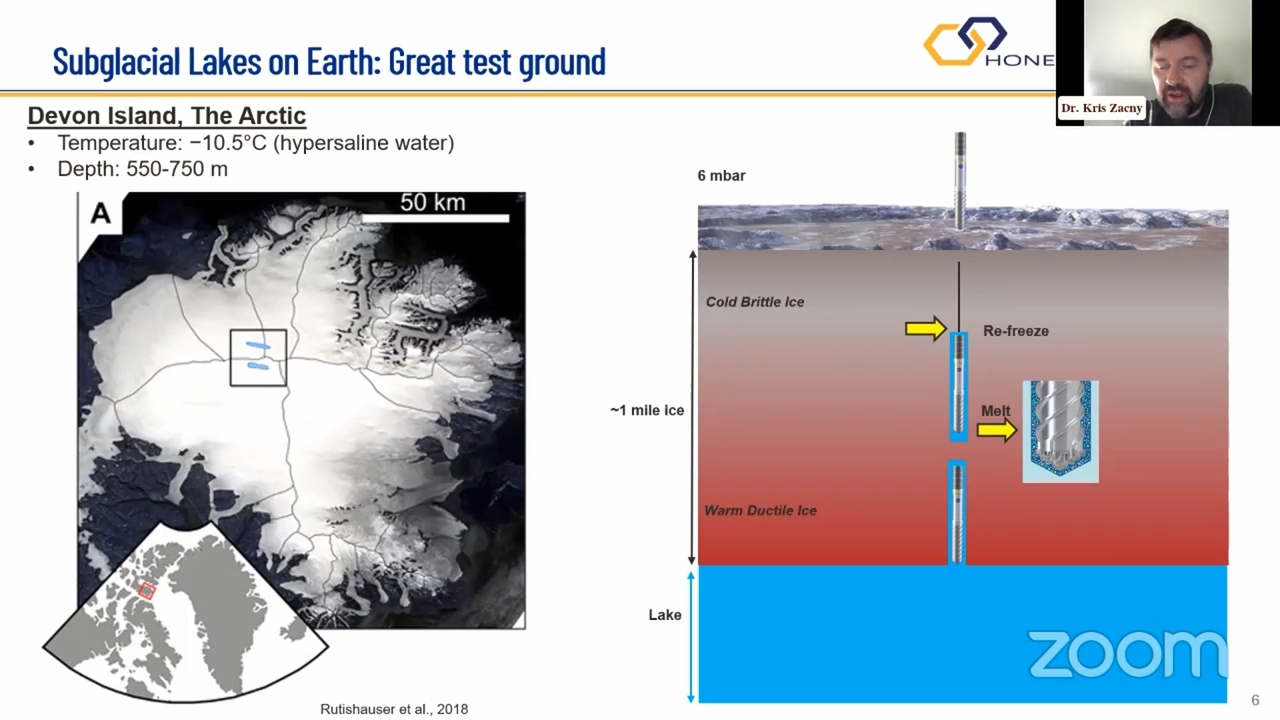 Subglacial Lakes on Earth: Great test ground
HONE
Dr. Kris Zacny
Devon Island, The Arctic
• Temperature: −10.5°C (hypersaline water)
• Depth: 550-750 m
A
50 km
6 mbar
Cold Brittle Ice
Re-freeze
~1 mile ice
Melt
Warm Ductile Ice
Lake
zoom
Rutishauser et al., 2018
6